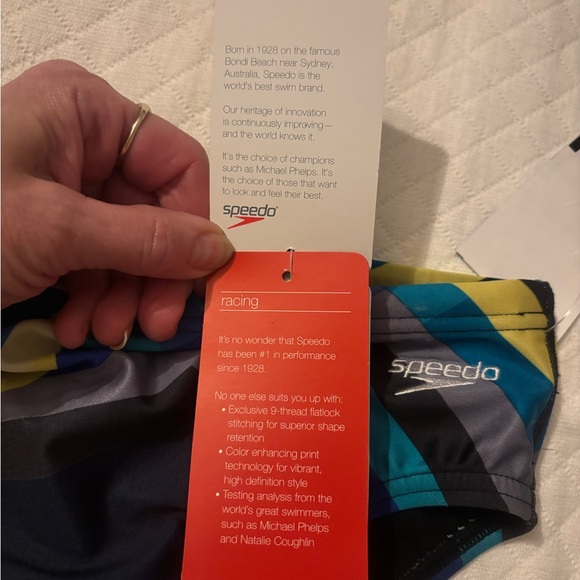 Born in 1928 on the famous
Bondi Beach near Sydney,
Australia, Speedo is the
world's best swim brand.
Our heritage of innovation
is continuously improving—
and the world knows it.
It's the choice of champions
such as Michael Phelps. It's
the choice of those that want
to look and feel their best.
speedo
racing
It's no wonder that Speedo
has been #1 in performance
since 1928.
No one else suits you up with:
• Exclusive 9-thread flatlock
stitching for superior shape
retention
• Color enhancing print
technology for vibrant,
high definition style
• Testing analysis from the
world's great swimmers,
such as Michael Phelps
and Natalie Coughlin
speedo